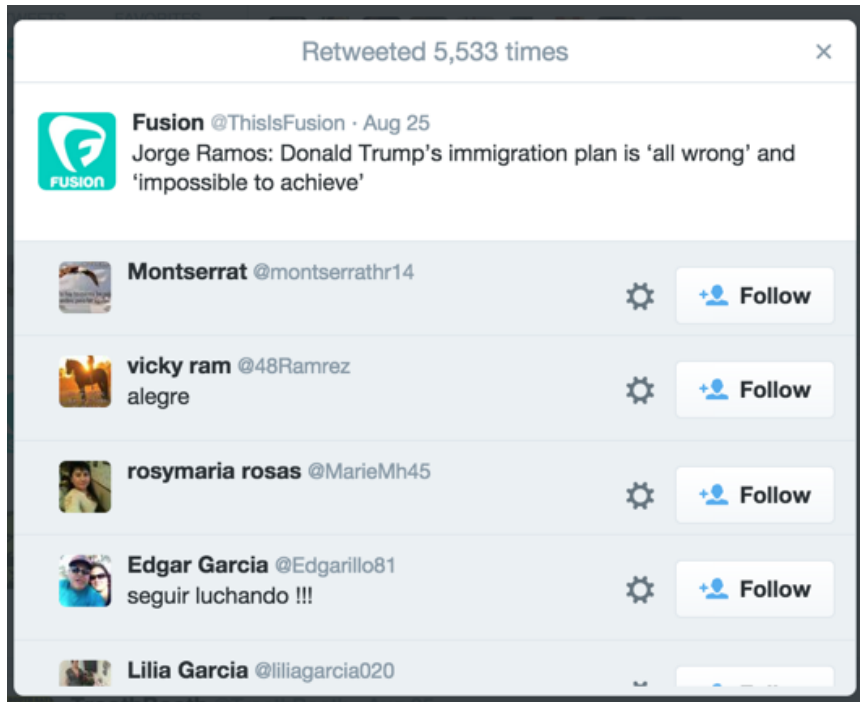 Retweeted 5,533 times
Fusion @ThisIsFusion · Aug 25
Jorge Ramos: Donald Trump's immigration plan is 'all wrong' and
'impossible to achieve'
FUSION
Montserrat @montserrathr14
Follow
vicky ram @48Ramrez
alegre
Follow
rosymaria rosas @MarieMh45
Follow
Edgar Garcia @Edgarillo81
seguir luchando !!!
Follow
Lilia Garcia @liliagarcia020